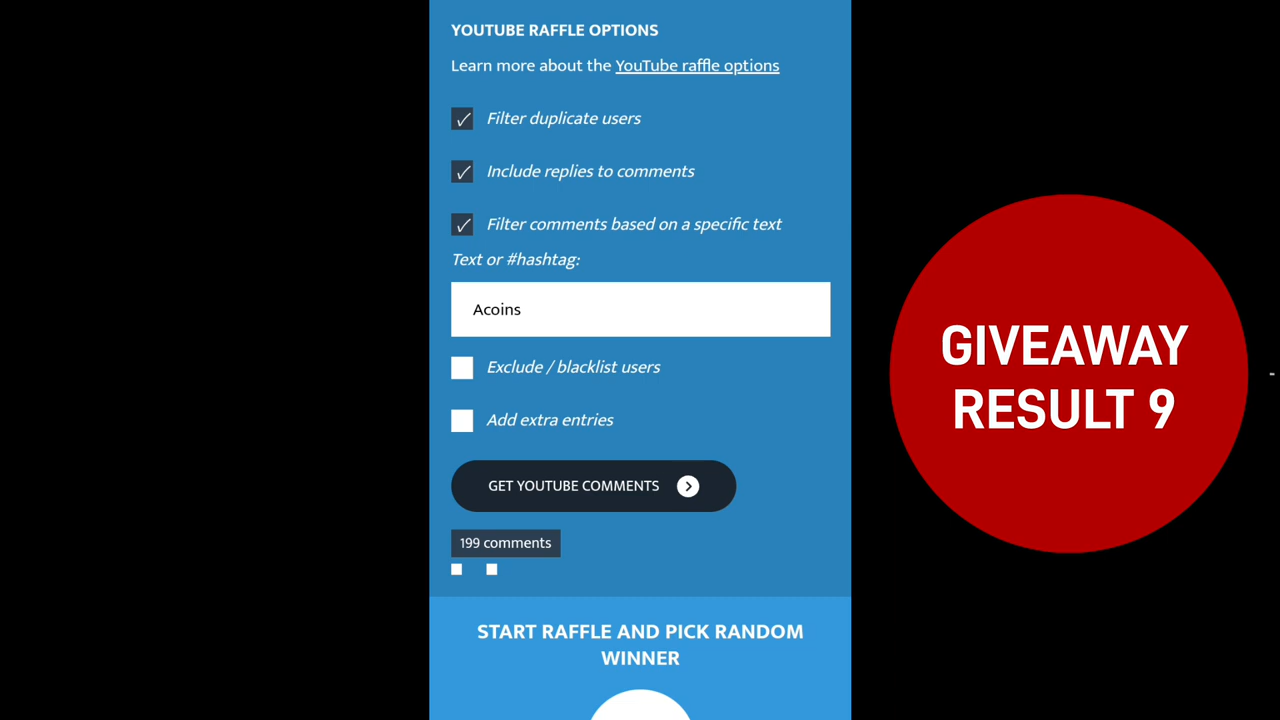 YOUTUBE RAFFLE OPTIONS
Learn more about the YouTube raffle options
Filter duplicate users
Include replies to comments
Filter comments based on a specific text
Text or #hashtag:
Acoins
Exclude / blacklist users
Add extra entries
GET YOUTUBE COMMENTS
199 comments
START RAFFLE AND PICK RANDOM
WINNER
GIVEAWAY
RESULT 9